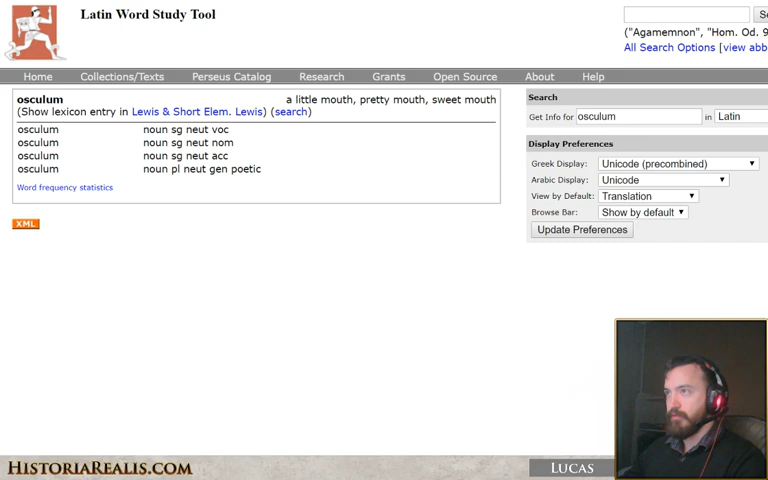 Latin Word Study Tool
Se
("Agamemnon", "Hom. Od. 9
All Search Options [view abb
Home Collections/Texts Perseus Catalog Research Grants Open Source About Help
osculum a little mouth, pretty mouth, sweet mouth
(Show lexicon entry in Lewis & Short Elem. Lewis) (search)
osculum noun sg neut voc
osculum noun sg neut nom
osculum noun sg neut acc
osculum noun pl neut gen poetic
Word frequency statistics
XML
Search
Get Info for osculum in Latin
Display Preferences
Greek Display: Unicode (precombined)
Arabic Display: Unicode
View by Default: Translation
Browse Bar: Show by default
Update Preferences
HistoriaRealis.com
Lucas